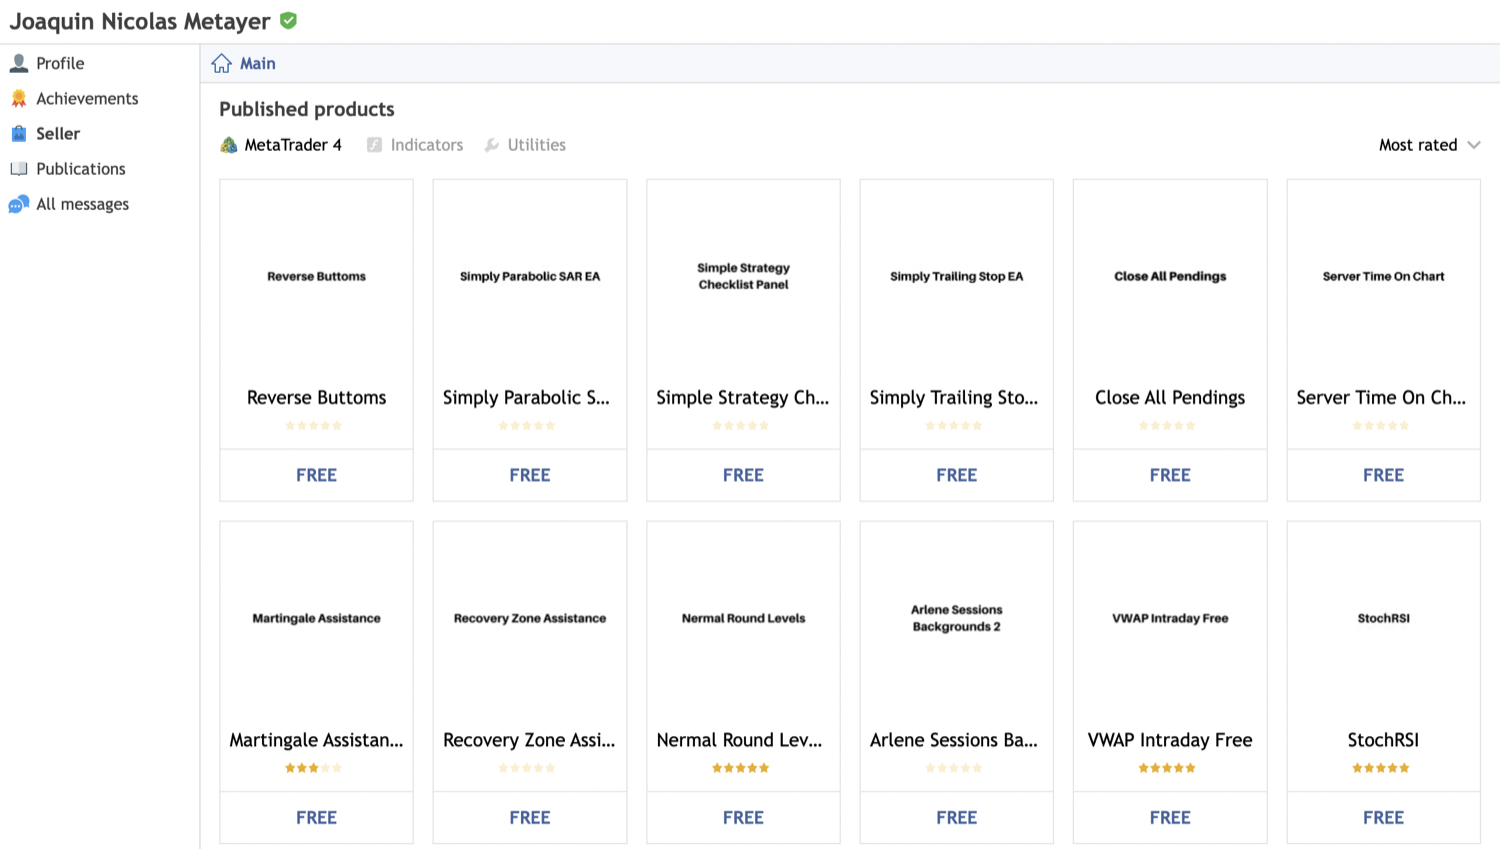 Joaquin Nicolas Metayer
Profile
Achievements
Seller
Publications
All messages
Main
Published products
MetaTrader 4 Indicators Utilities Most rated
Reverse Buttoms
Reverse Buttoms
FREE
Simply Parabolic SAR EA
Simply Parabolic S...
FREE
Simple Strategy
Checklist Panel
Simple Strategy Ch...
FREE
Simply Trailing Stop EA
Simply Trailing Sto...
FREE
Close All Pendings
Close All Pendings
FREE
Server Time On Chart
Server Time On Ch...
FREE
Martingale Assistance
Martingale Assistan...
FREE
Recovery Zone Assistance
Recovery Zone Assi...
FREE
Nermal Round Levels
Nermal Round Lev...
FREE
Arlene Sessions
Backgrounds 2
Arlene Sessions Ba...
FREE
VWAP Intraday Free
VWAP Intraday Free
FREE
StochRSI
StochRSI
FREE